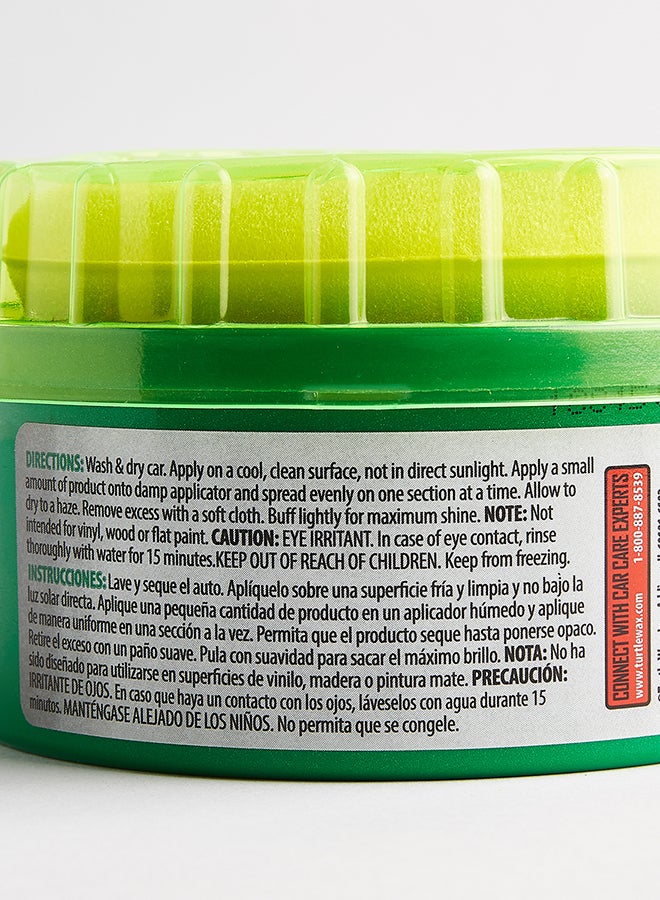 DIRECTIONS: Wash & dry car. Apply on a cool, clean surface, not in direct sunlight. Apply a small
amount of product onto damp applicator and spread evenly on one section at a time. Allow to
dry to a haze. Remove excess with a soft cloth. Buff lightly for maximum shine. NOTE: Not
intended for vinyl, wood or flat paint. CAUTION: EYE IRRITANT. In case of eye contact, rinse
thoroughly with water for 15 minutes.KEEP OUT OF REACH OF CHILDREN. Keep from freezing.
INSTRUCCIONES: Lave y seque el auto. Aplíquelo sobre una superficie fría y limpia y no bajo la
luz solar directa. Aplique una pequeña cantidad de producto en un aplicador húmedo y aplique
de manera uniforme en una sección a la vez. Permita que el producto seque hasta ponerse opaco.
Retire el exceso con un paño suave. Pula con suavidad para sacar el máximo brillo. NOTA: No ha
sido diseñado para utilizarse en superficies de vinilo, madera o pintura mate. PRECAUCIÓN:
IRRITANTE DE OJOS. En caso que haya un contacto con los ojos, láveselos con agua durante 15
minutos. MANTÉNGASE ALEJADO DE LOS NIÑOS. No permita que se congele.
CONNECT WITH CAR CARE EXPERTS
www.turtlewax.com 1-800-887-8539